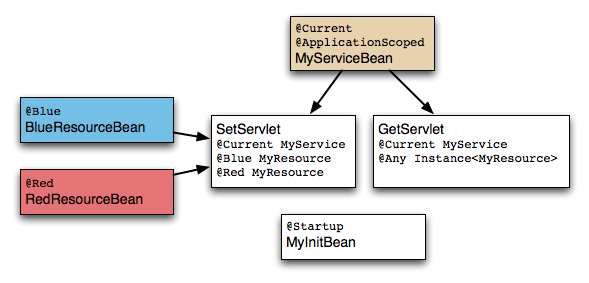 @Current
@ApplicationScoped
MyServiceBean
@Blue
BlueResourceBean
SetServlet
@Current MyService
@Blue MyResource
@Red MyResource
GetServlet
@Current MyService
@Any Instance<MyResource>
@Red
RedResourceBean
@Startup
MyInitBean